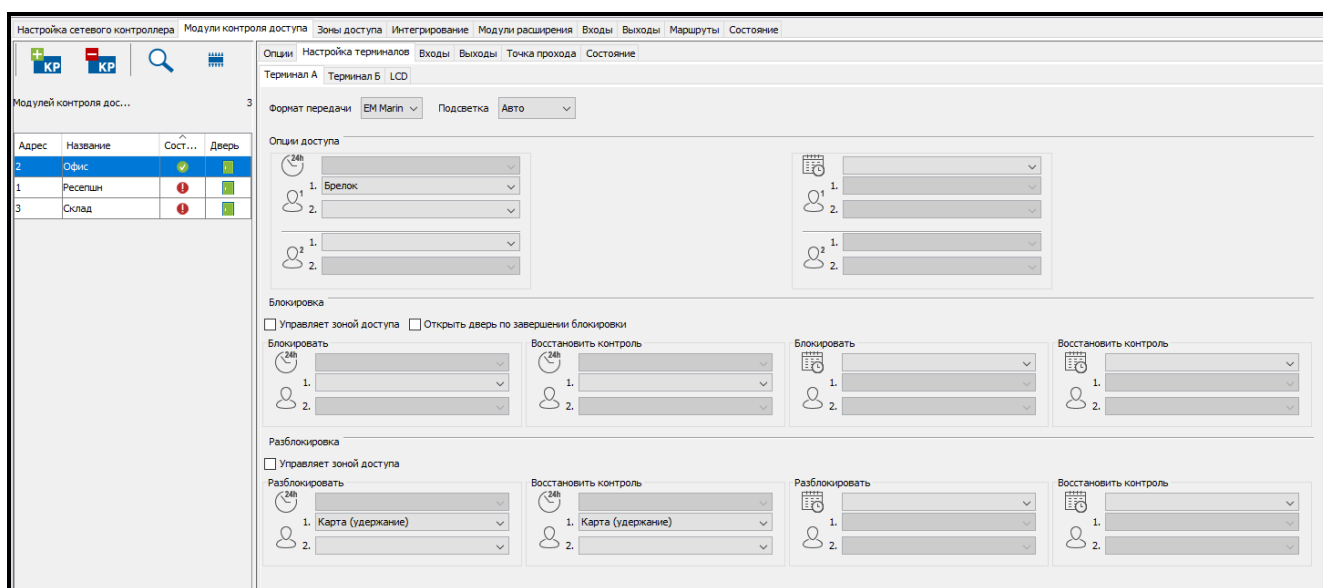 Настройка сетевого контроллера Модули контроля доступа Зоны доступа Интегрирование Модули расширения Входы Выходы Маршруты Состояние
КР КР
Опции Настройка терминалов Входы Выходы Точка прохода Состояние
Терминал А Терминал Б LCD
Модулей контроля дос... 3
Формат передачи EM Marin Подсветка Авто
Адрес Название Сост... Дверь
2 Офис
1 Ресепшн
3 Склад
Опции доступа
24h
1 1. Брелок 1 1.
2. 2.
2 1. 2 1.
2. 2.
Блокировка
Управляет зоной доступа Открыть дверь по завершении блокировки
Блокировать Восстановить контроль Блокировать Восстановить контроль
24h 24h
1. 1. 1. 1.
2. 2. 2. 2.
Разблокировка
Управляет зоной доступа
Разблокировать Восстановить контроль Разблокировать Восстановить контроль
24h 24h
1. Карта (удержание) 1. Карта (удержание) 1. 1.
2. 2. 2. 2.